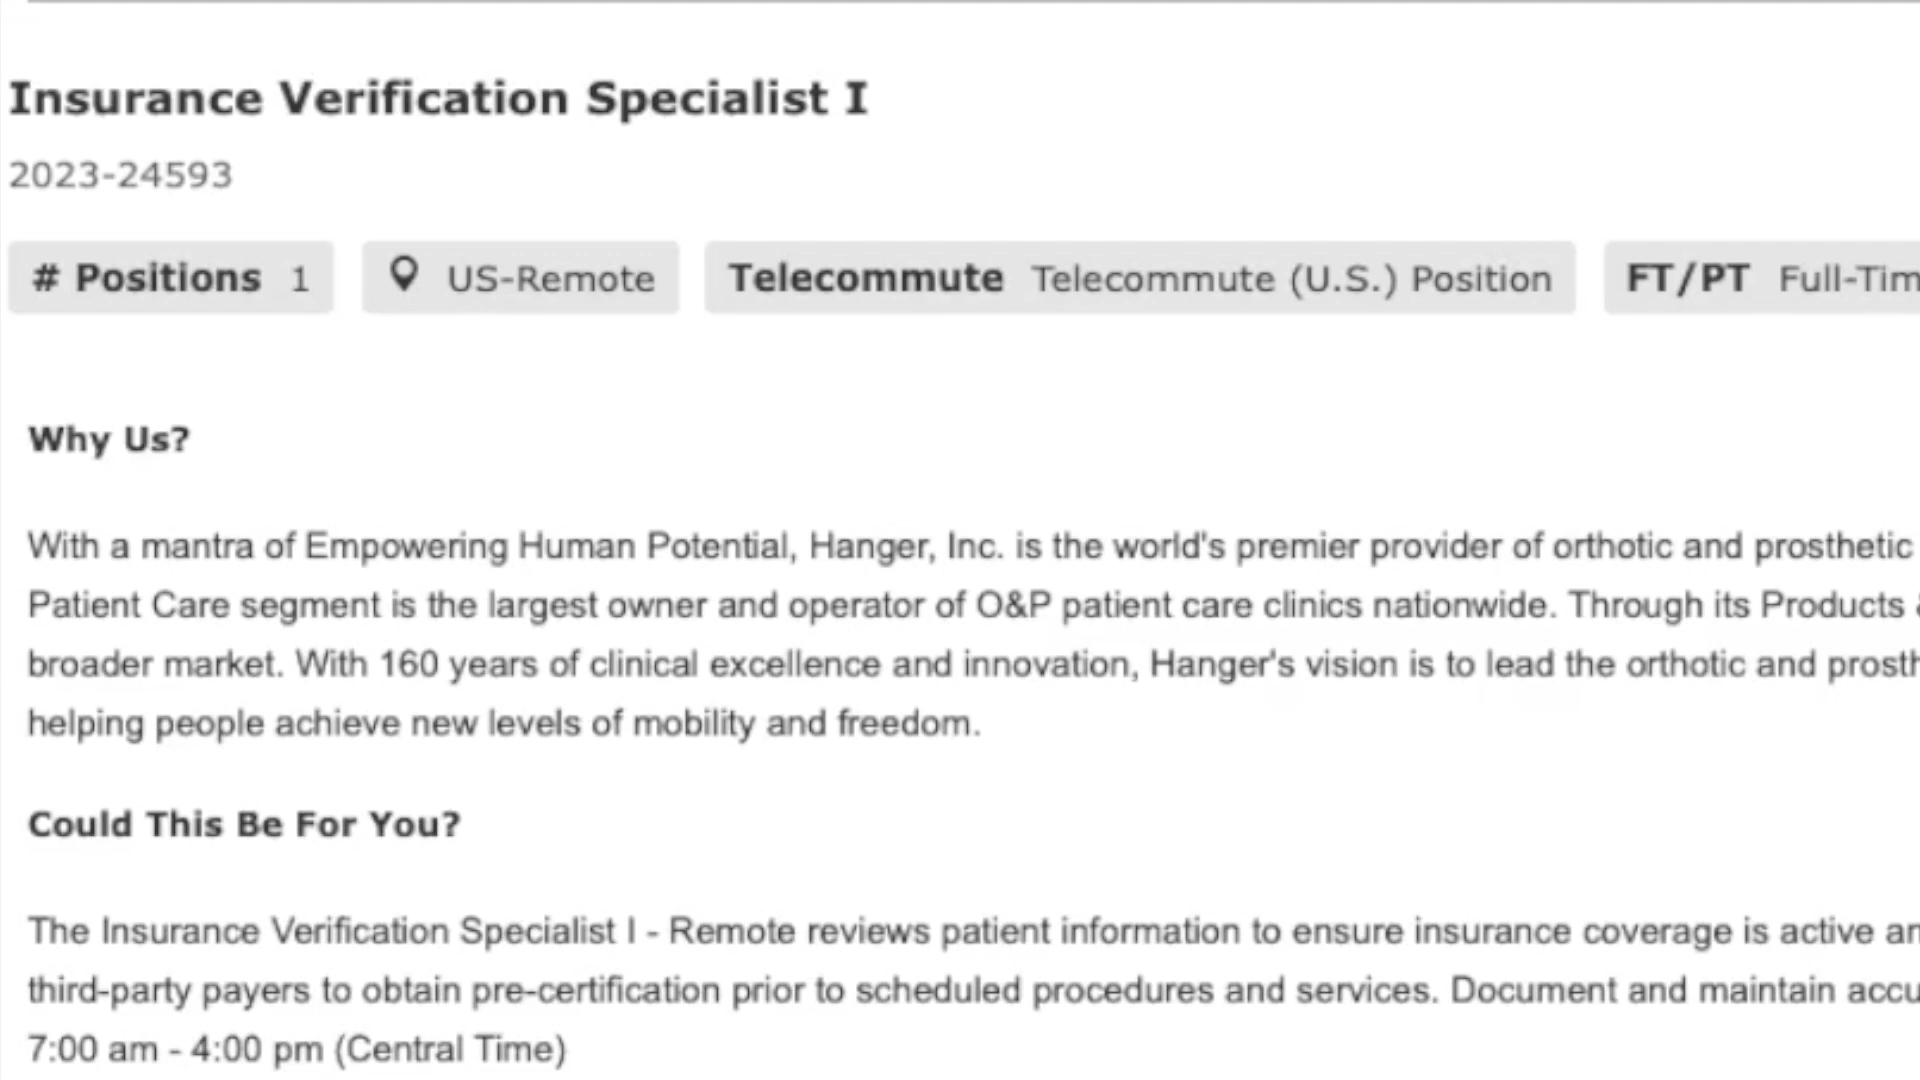 Insurance Verification Specialist I
2023-24593
# Positions 1 US-Remote Telecommute Telecommute (U.S.) Position FT/PT Full-Tim
Why Us?
With a mantra of Empowering Human Potential, Hanger, Inc. is the world's premier provider of orthotic and prosthetic
Patient Care segment is the largest owner and operator of O&P patient care clinics nationwide. Through its Products
broader market. With 160 years of clinical excellence and innovation, Hanger's vision is to lead the orthotic and prosth
helping people achieve new levels of mobility and freedom.
Could This Be For You?
The Insurance Verification Specialist I - Remote reviews patient information to ensure insurance coverage is active an
third-party payers to obtain pre-certification prior to scheduled procedures and services. Document and maintain accu
7:00 am - 4:00 pm (Central Time)